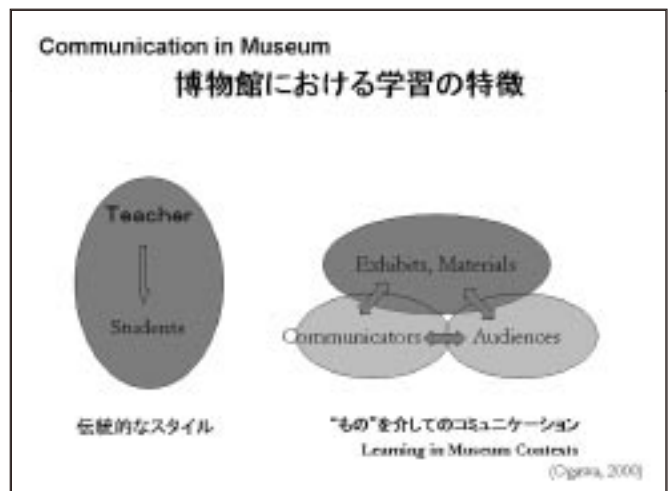 Communication in Museum
博物館における学習の特徴
Teacher
Students
伝統的なスタイル
Exhibits, Materials
Communicators
Audiences
“もの”を介してのコミュニケーション
Learning in Museum Contexts
(Ogawa, 2000)